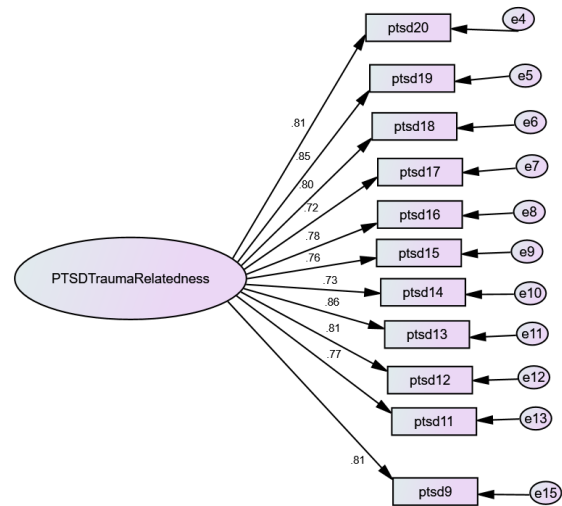 ptsd20
e4
.81
ptsd19
e5
.85
ptsd18
e6
.80
ptsd17
e7
.72
ptsd16
e8
.78
ptsd15
e9
.76
PTSDTraumaRelatedness
ptsd14
e10
.73
ptsd13
e11
.86
ptsd12
e12
.81
ptsd11
e13
.77
ptsd9
e15
.81